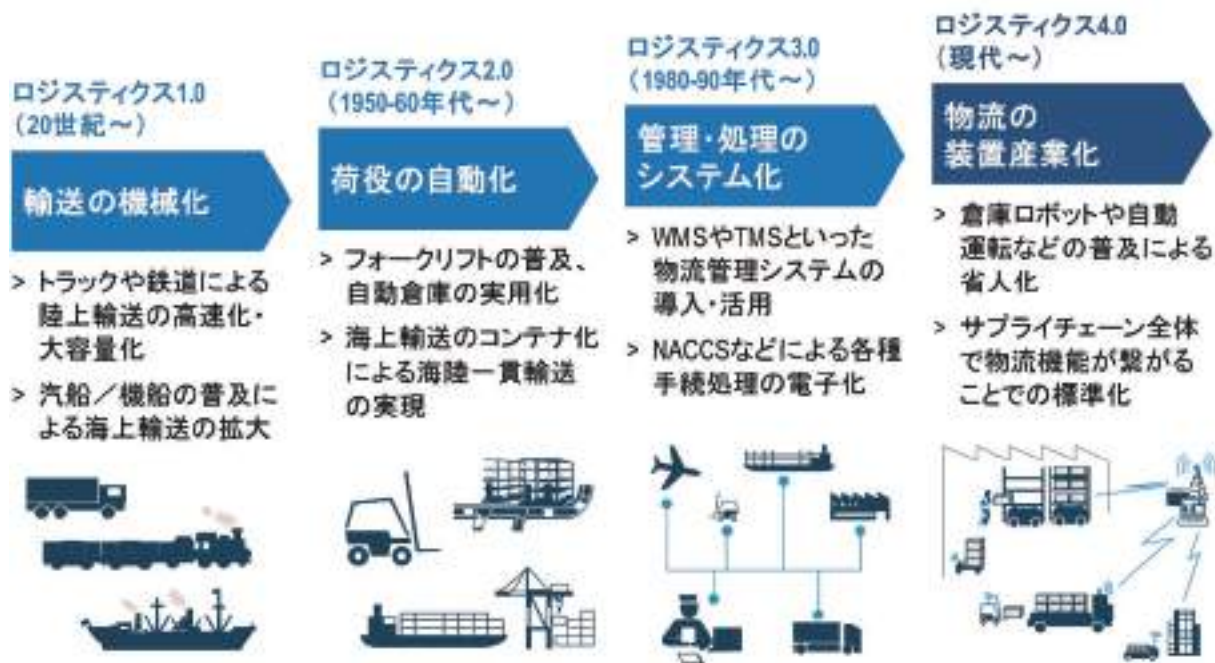 ロジスティクス1.0
(20世紀~)
輸送の機械化
> トラックや鉄道による
陸上輸送の高速化・
大容量化
> 汽船/機船の普及に
よる海上輸送の拡大
ロジスティクス2.0
(1950-60年代~)
荷役の自動化
> フォークリフトの普及、
自動倉庫の実用化
> 海上輸送のコンテナ化
による海陸一貫輸送
の実現
ロジスティクス3.0
(1980-90年代~)
管理・処理の
システム化
> WMSやTMSといった
物流管理システムの
導入・活用
> NACCSなどによる各種
手続処理の電子化
ロジスティクス4.0
(現代~)
物流の
装置産業化
> 倉庫ロボットや自動
運転などの普及による
省人化
> サプライチェーン全体
で物流機能が繋がる
ことでの標準化